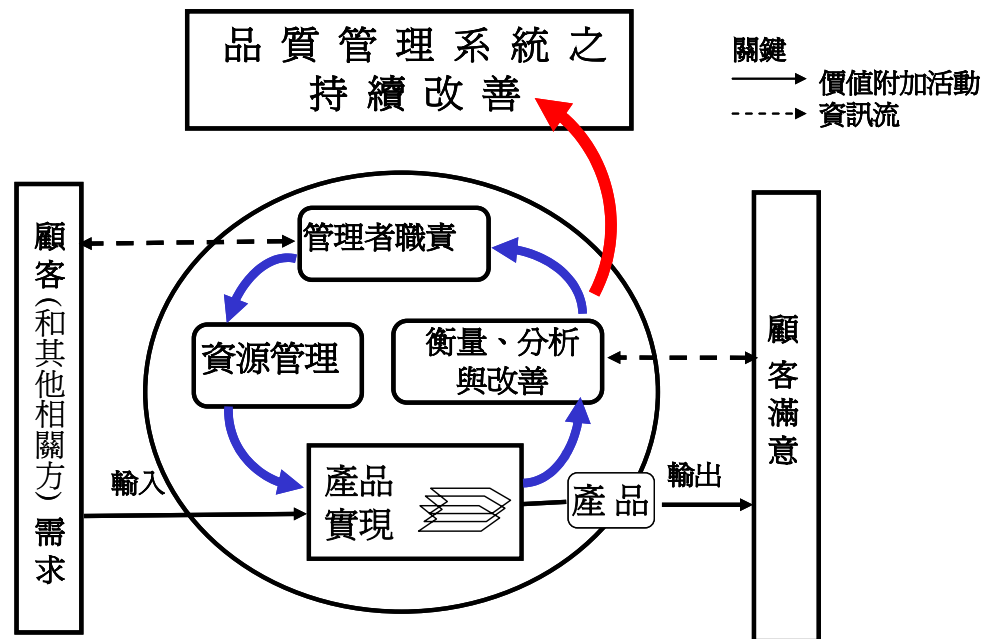 品質管理系統之
持續改善
關鍵
價值附加活動
資訊流
顧客(和其他相關方)需求
管理者職責
資源管理
衡量、分析
與改善
顧客滿意
輸入
產品
實現
產品
輸出